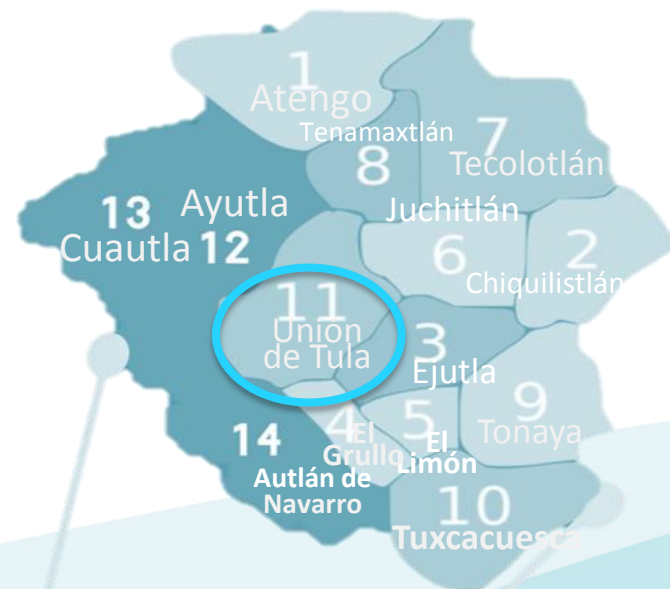 1
Atengo
Tenamaxtlán
7
8
Tecolotlán
13
Ayutla
Juchitlán
Cuautla
12
6
2
Chiquilistlán
11
Unión
de Tula
3
Ejutla
9
4
5
Tonaya
14
El
Grullo
El
Limón
Autlán de
Navarro
10
Tuxcacuesca